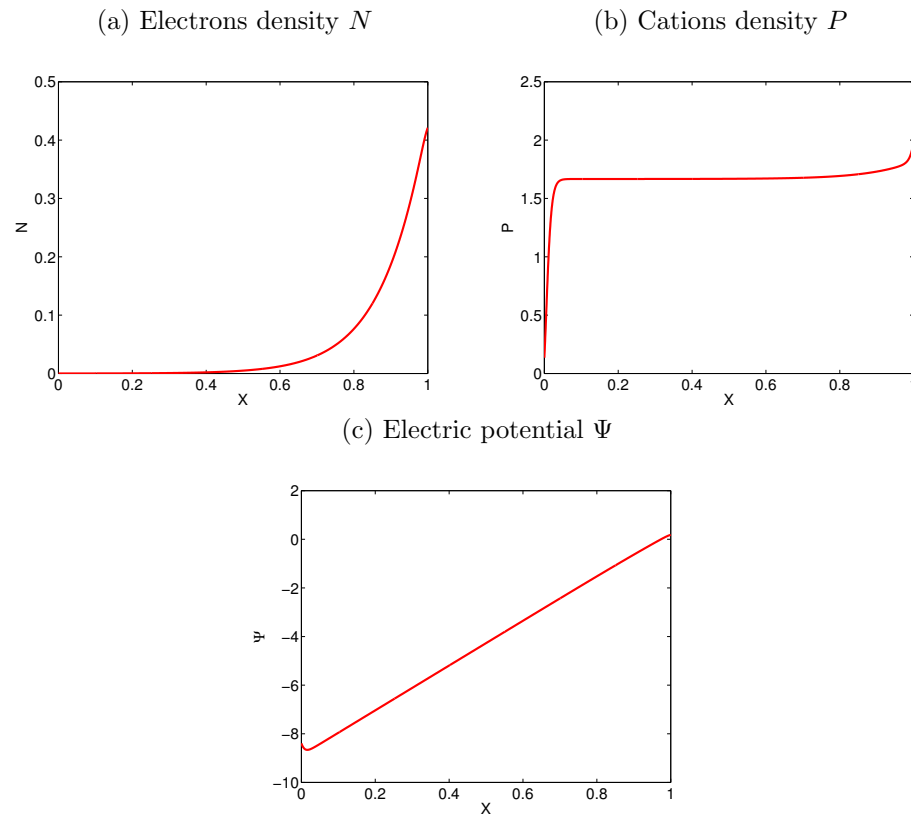 (a) Electrons density N
(b) Cations density P
0.5
0.4
0.3
0.2
0.1
0
N
0 0.2 0.4 0.6 0.8 1
X
2.5
2
1.5
1
0.5
0
P
0 0.2 0.4 0.6 0.8
X
(c) Electric potential Ψ
2
0
−2
−4
−6
−8
−10
Ψ
0 0.2 0.4 0.6 0.8 1
X